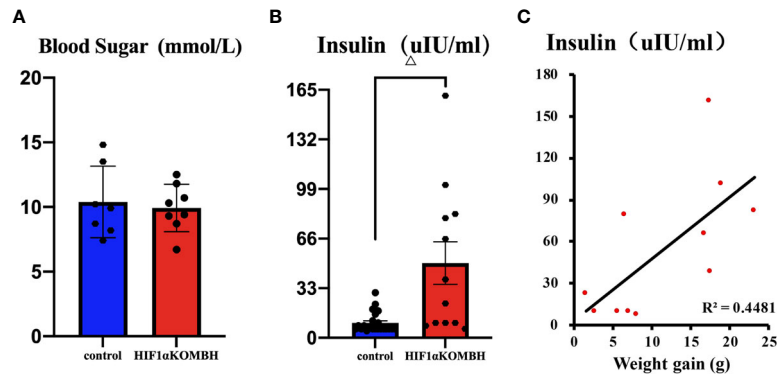 A
Blood Sugar (mmol/L)
20
15
10
5
0
control HIF1αKOMBH
B
Insulin （uIU/ml）
△
165
132
99
66
33
0
control HIF1αKOMBH
C
Insulin（uIU/ml）
180
150
120
90
60
30
0
R² = 0.4481
0 5 10 15 20 25
Weight gain (g)